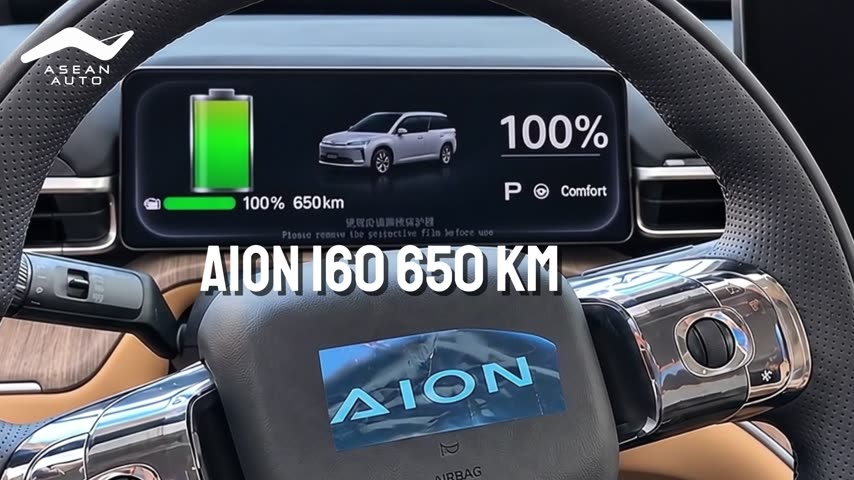 ASEAN
AUTO
100%
100% 650km
P Comfort
Please remove the protective film before use
AION I60 650 KM
AION
AIRBAG